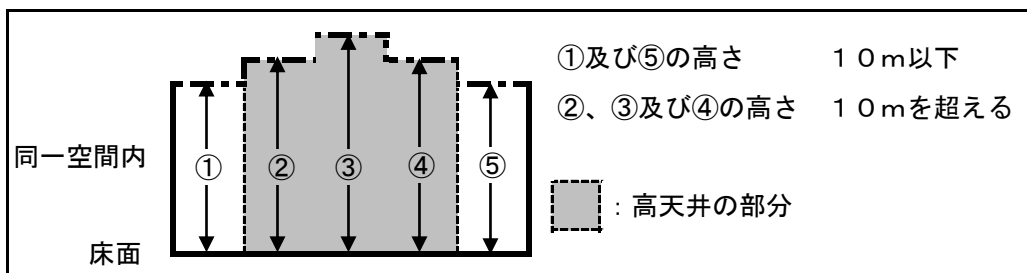 ①及び⑤の高さ １０ｍ以下
②、③及び④の高さ １０ｍを超える
同一空間内
① ② ③ ④ ⑤
：高天井の部分
床面